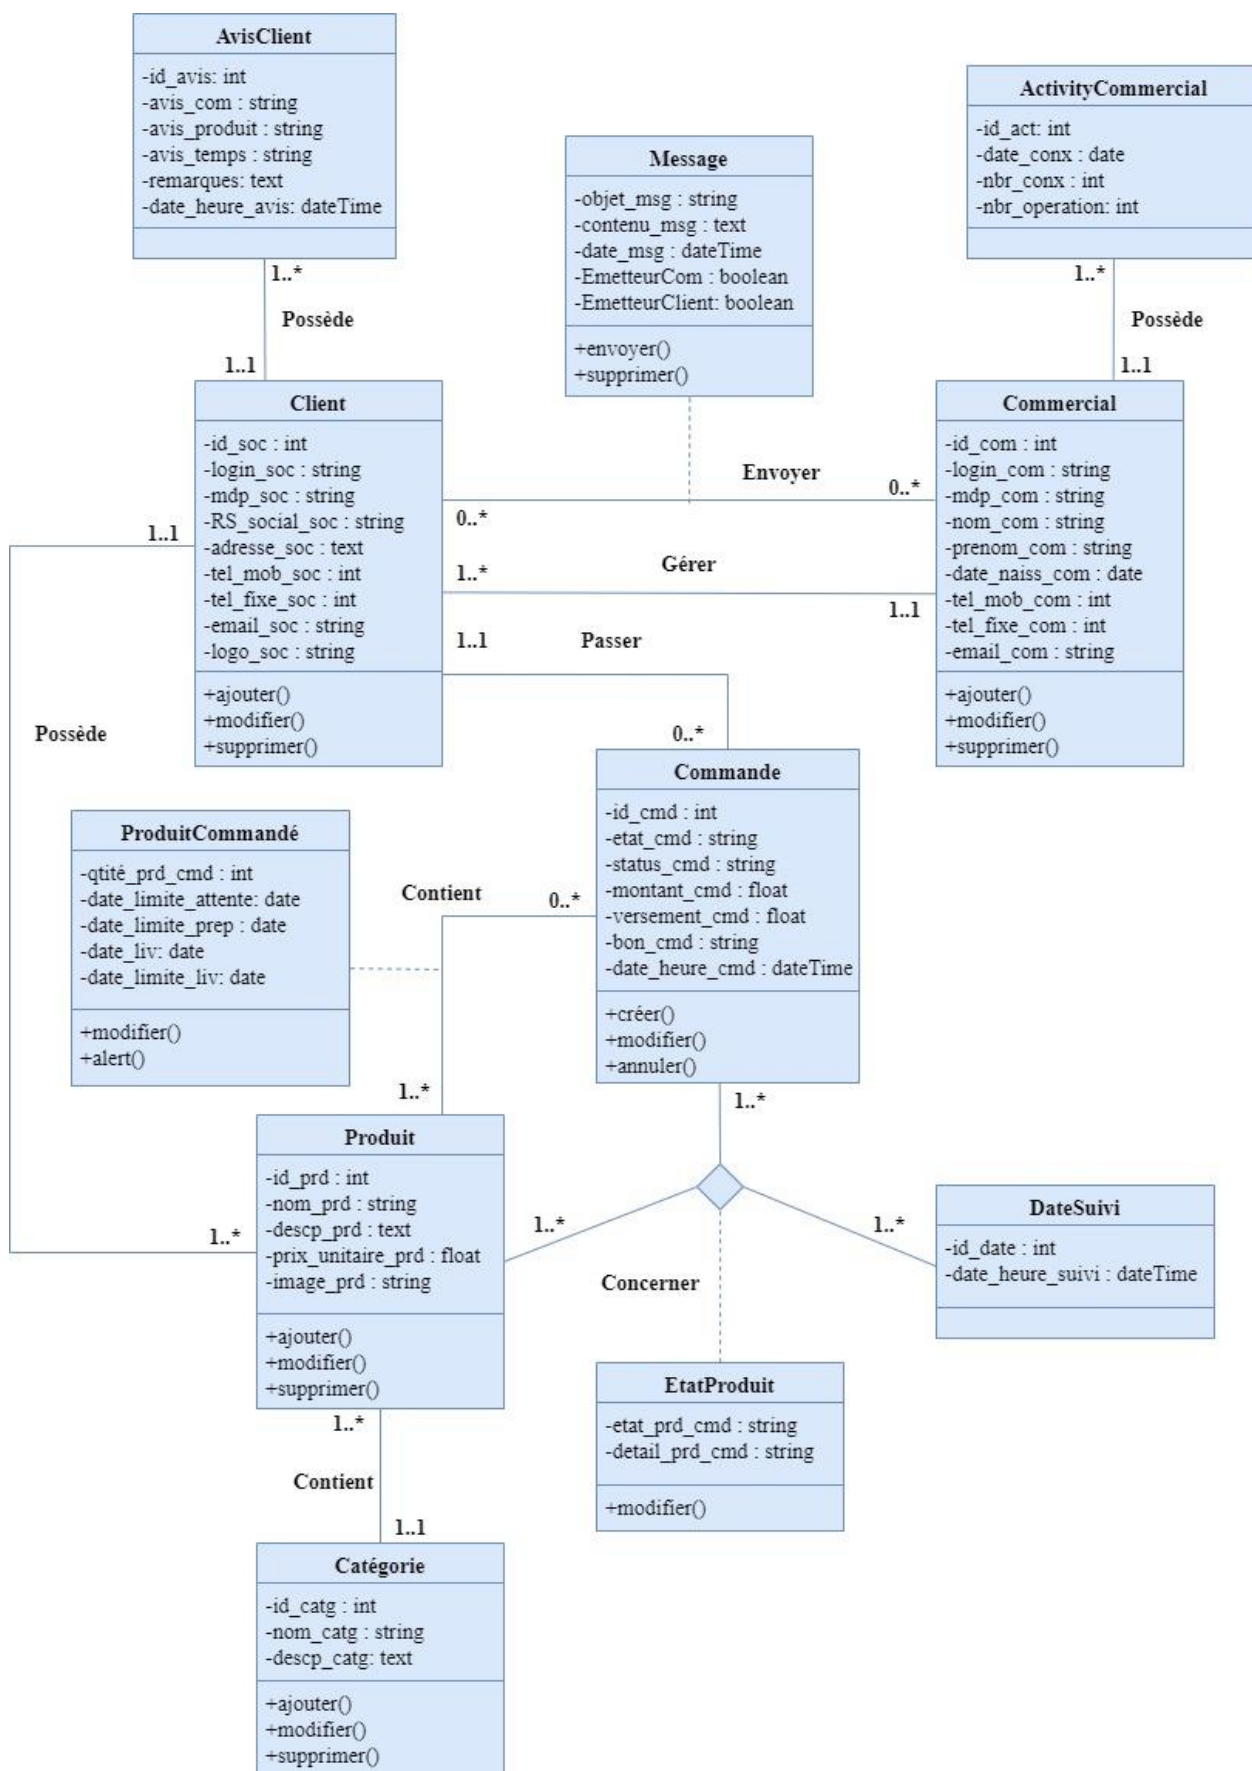 AvisClient
-id_avis: int
-avis_com : string
-avis_produit : string
-avis_temps : string
-remarques: text
-date_heure_avis: dateTime
ActivityCommercial
-id_act: int
-date_conx : date
-nbr_conx : int
-nbr_operation: int
Message
-objet_msg : string
-contenu_msg : text
-date_msg : dateTime
-EmetteurCom : boolean
-EmetteurClient: boolean
+envoyer()
+supprimer()
1..*
Possède
1..1
1..*
Possède
1..1
Client
-id_soc : int
-login_soc : string
-mdp_soc : string
-RS_social_soc : string
-adresse_soc : text
-tel_mob_soc : int
-tel_fixe_soc : int
-email_soc : string
-logo_soc : string
+ajouter()
+modifier()
+supprimer()
Commercial
-id_com : int
-login_com : string
-mdp_com : string
-nom_com : string
-prenom_com : string
-date_naiss_com : date
-tel_mob_com : int
-tel_fixe_com : int
-email_com : string
+ajouter()
+modifier()
+supprimer()
Envoyer
0..*
0..*
Gérer
1..*
1..1
1..1
Passer
0..*
1..1
Possède
1..*
Commande
-id_cmd : int
-etat_cmd : string
-status_cmd : string
-montant_cmd : float
-versement_cmd : float
-bon_cmd : string
-date_heure_cmd : dateTime
+créer()
+modifier()
+annuler()
ProduitCommandé
-qtité_prd_cmd : int
-date_limite_attente: date
-date_limite_prep : date
-date_liv: date
-date_limite_liv: date
+modifier()
+alert()
Contient
0..*
1..*
1..*
Produit
-id_prd : int
-nom_prd : string
-descp_prd : text
-prix_unitaire_prd : float
-image_prd : string
+ajouter()
+modifier()
+supprimer()
1..*
1..*
Concerner
DateSuivi
-id_date : int
-date_heure_suivi : dateTime
EtatProduit
-etat_prd_cmd : string
-detail_prd_cmd : string
+modifier()
1..*
Contient
1..1
Catégorie
-id_catg : int
-nom_catg : string
-descp_catg: text
+ajouter()
+modifier()
+supprimer()